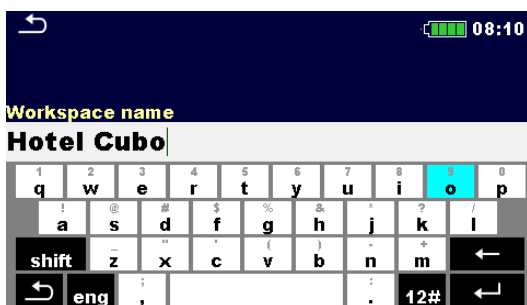 08:10
Workspace name
Hotel Cubo
1 2 3 4 5 6 7 8 9 0
q w e r t y u i o p
! @ # $ % & * ? /
a s d f g h j k l
_ " ' ( ) - +
shift z x c v b n m ←
; :
eng , . 12#